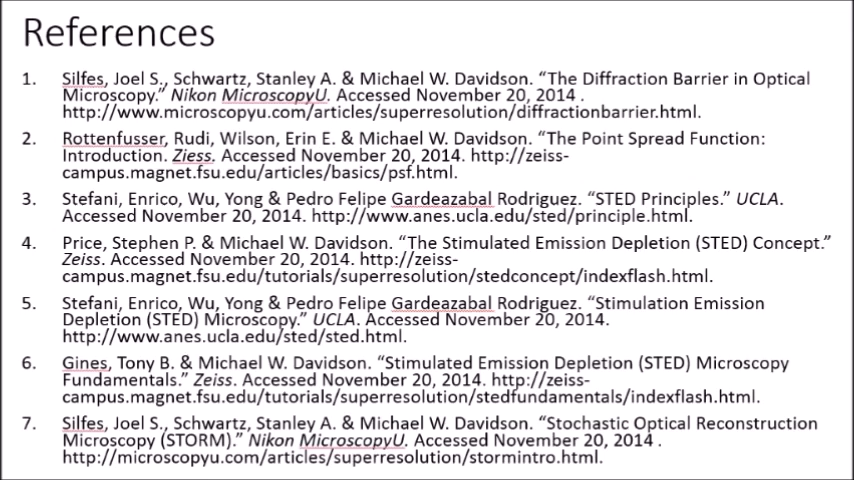 References
1. Silfes, Joel S., Schwartz, Stanley A. & Michael W. Davidson. “The Diffraction Barrier in Optical
Microscopy.” Nikon MicroscopyU. Accessed November 20, 2014 .
http://www.microscopyu.com/articles/superresolution/diffractionbarrier.html.
2. Rottenfusser, Rudi, Wilson, Erin E. & Michael W. Davidson. “The Point Spread Function:
Introduction. Ziess. Accessed November 20, 2014. http://zeiss-
campus.magnet.fsu.edu/articles/basics/psf.html.
3. Stefani, Enrico, Wu, Yong & Pedro Felipe Gardeazabal Rodriguez. “STED Principles.” UCLA.
Accessed November 20, 2014. http://www.anes.ucla.edu/sted/principle.html.
4. Price, Stephen P. & Michael W. Davidson. “The Stimulated Emission Depletion (STED) Concept.”
Zeiss. Accessed November 20, 2014. http://zeiss-
campus.magnet.fsu.edu/tutorials/superresolution/stedconcept/indexflash.html.
5. Stefani, Enrico, Wu, Yong & Pedro Felipe Gardeazabal Rodriguez. “Stimulation Emission
Depletion (STED) Microscopy.” UCLA. Accessed November 20, 2014.
http://www.anes.ucla.edu/sted/sted.html.
6. Gines, Tony B. & Michael W. Davidson. “Stimulated Emission Depletion (STED) Microscopy
Fundamentals.” Zeiss. Accessed November 20, 2014. http://zeiss-
campus.magnet.fsu.edu/tutorials/superresolution/stedfundamentals/indexflash.html.
7. Silfes, Joel S., Schwartz, Stanley A. & Michael W. Davidson. “Stochastic Optical Reconstruction
Microscopy (STORM).” Nikon MicroscopyU. Accessed November 20, 2014 .
http://microscopyu.com/articles/superresolution/stormintro.html.